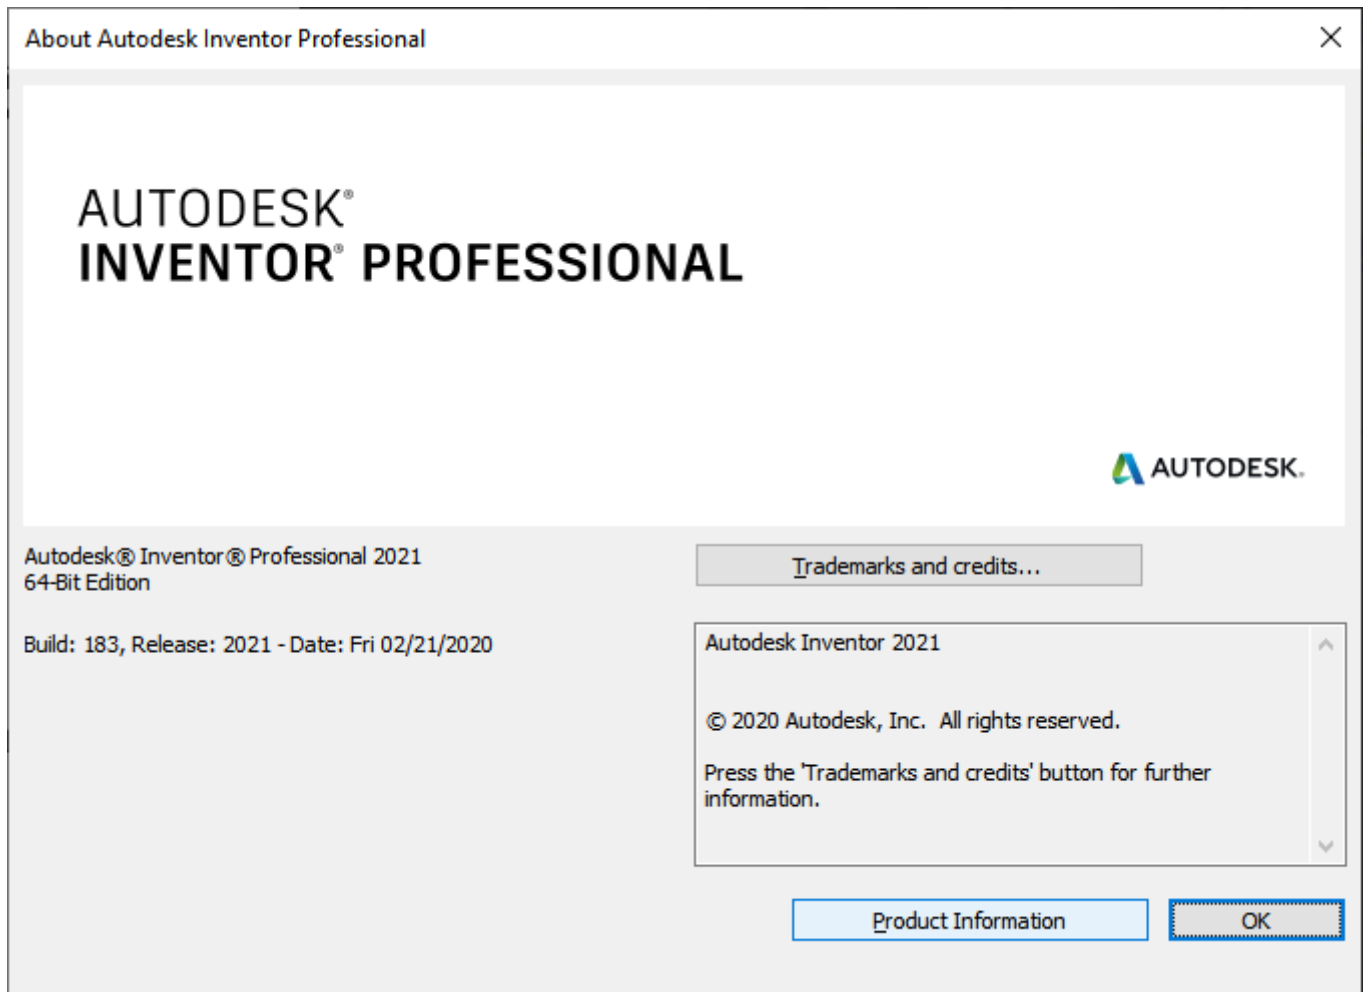 About Autodesk Inventor Professional
AUTODESK®
INVENTOR® PROFESSIONAL
AUTODESK.
Autodesk® Inventor® Professional 2021
64-Bit Edition
Trademarks and credits...
Build: 183, Release: 2021 - Date: Fri 02/21/2020
Autodesk Inventor 2021
© 2020 Autodesk, Inc.  All rights reserved.
Press the 'Trademarks and credits' button for further
information.
Product Information
OK